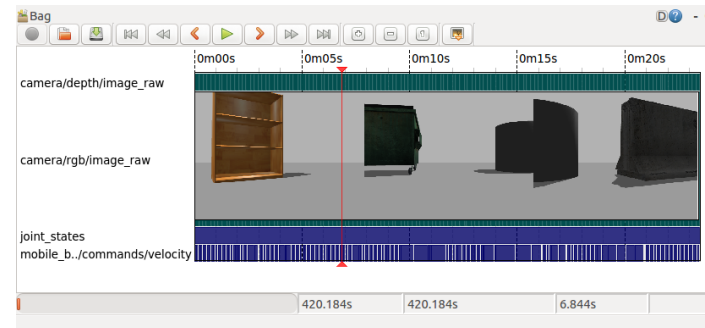 Bag D ? -
0m00s 0m05s 0m10s 0m15s 0m20s
camera/depth/image_raw
camera/rgb/image_raw
joint_states
mobile_b../commands/velocity
420.184s 420.184s 6.844s